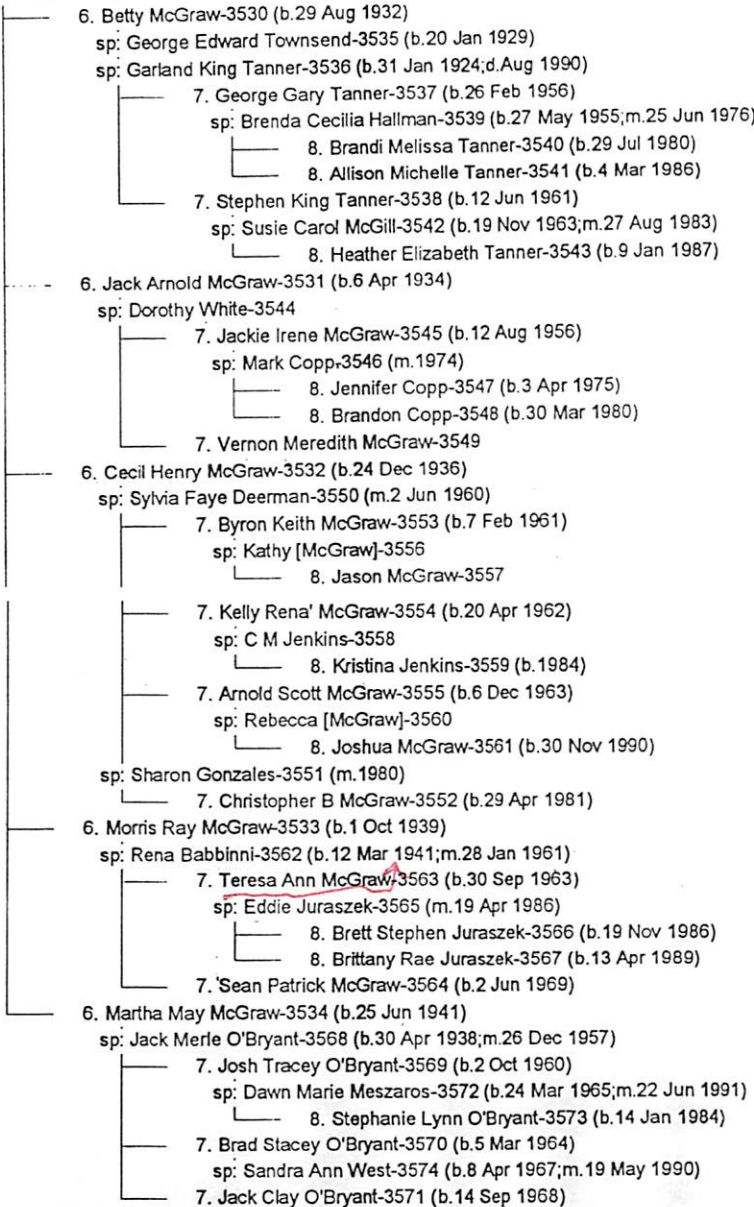 6. Betty McGraw-3530 (b.29 Aug 1932)
sp: George Edward Townsend-3535 (b.20 Jan 1929)
sp: Garland King Tanner-3536 (b.31 Jan 1924;d.Aug 1990)
7. George Gary Tanner-3537 (b.26 Feb 1956)
sp: Brenda Cecilia Hallman-3539 (b.27 May 1955;m.25 Jun 1976)
8. Brandi Melissa Tanner-3540 (b.29 Jul 1980)
8. Allison Michelle Tanner-3541 (b.4 Mar 1986)
7. Stephen King Tanner-3538 (b.12 Jun 1961)
sp: Susie Carol McGill-3542 (b.19 Nov 1963;m.27 Aug 1983)
8. Heather Elizabeth Tanner-3543 (b.9 Jan 1987)
6. Jack Arnold McGraw-3531 (b.6 Apr 1934)
sp: Dorothy White-3544
7. Jackie Irene McGraw-3545 (b.12 Aug 1956)
sp: Mark Copp-3546 (m.1974)
8. Jennifer Copp-3547 (b.3 Apr 1975)
8. Brandon Copp-3548 (b.30 Mar 1980)
7. Vernon Meredith McGraw-3549
6. Cecil Henry McGraw-3532 (b.24 Dec 1936)
sp: Sylvia Faye Deerman-3550 (m.2 Jun 1960)
7. Byron Keith McGraw-3553 (b.7 Feb 1961)
sp: Kathy [McGraw]-3556
8. Jason McGraw-3557
7. Kelly Rena' McGraw-3554 (b.20 Apr 1962)
sp: C M Jenkins-3558
8. Kristina Jenkins-3559 (b.1984)
7. Arnold Scott McGraw-3555 (b.6 Dec 1963)
sp: Rebecca [McGraw]-3560
8. Joshua McGraw-3561 (b.30 Nov 1990)
sp: Sharon Gonzales-3551 (m.1980)
7. Christopher B McGraw-3552 (b.29 Apr 1981)
6. Morris Ray McGraw-3533 (b.1 Oct 1939)
sp: Rena Babbinni-3562 (b.12 Mar 1941;m.28 Jan 1961)
7. Teresa Ann McGraw-3563 (b.30 Sep 1963)
sp: Eddie Juraszek-3565 (m.19 Apr 1986)
8. Brett Stephen Juraszek-3566 (b.19 Nov 1986)
8. Brittany Rae Juraszek-3567 (b.13 Apr 1989)
7. Sean Patrick McGraw-3564 (b.2 Jun 1969)
6. Martha May McGraw-3534 (b.25 Jun 1941)
sp: Jack Merle O'Bryant-3568 (b.30 Apr 1938;m.26 Dec 1957)
7. Josh Tracey O'Bryant-3569 (b.2 Oct 1960)
sp: Dawn Marie Meszaros-3572 (b.24 Mar 1965;m.22 Jun 1991)
8. Stephanie Lynn O'Bryant-3573 (b.14 Jan 1984)
7. Brad Stacey O'Bryant-3570 (b.5 Mar 1964)
sp: Sandra Ann West-3574 (b.8 Apr 1967;m.19 May 1990)
7. Jack Clay O'Bryant-3571 (b.14 Sep 1968)